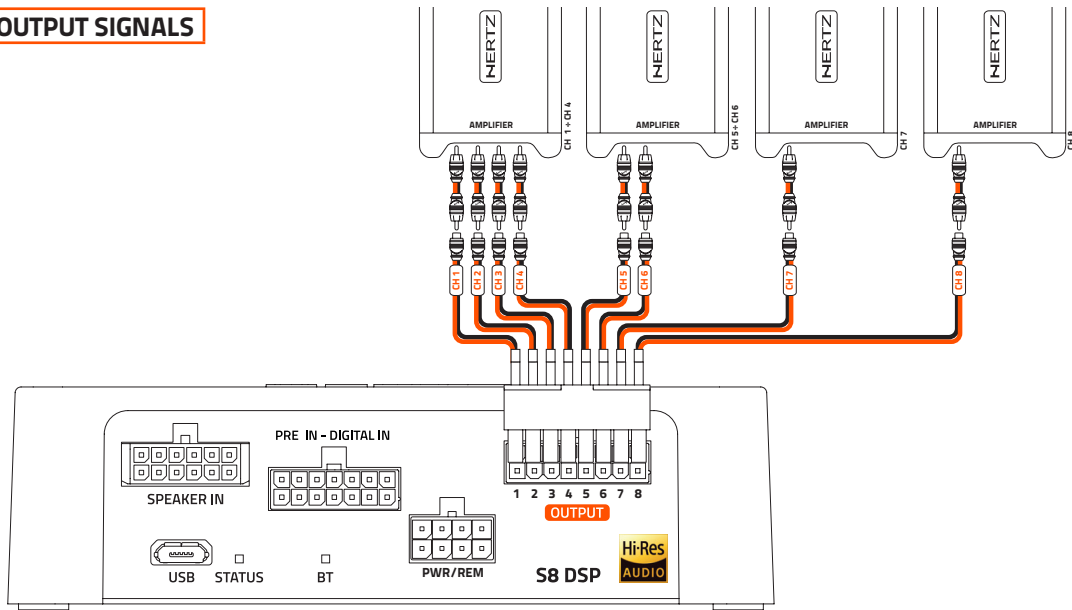 OUTPUT SIGNALS
HERTZ
HERTZ
HERTZ
HERTZ
AMPLIFIER
AMPLIFIER
AMPLIFIER
AMPLIFIER
CH 1 ÷ CH 4
CH 5 ÷ CH 6
CH 7
CH 8
CH 1
CH 2
CH 3
CH 4
CH 5
CH 6
CH 7
CH 8
PRE IN - DIGITAL IN
SPEAKER IN
1 2 3 4 5 6 7 8
OUTPUT
USB
STATUS
BT
PWR/REM
S8 DSP
Hi-Res
AUDIO